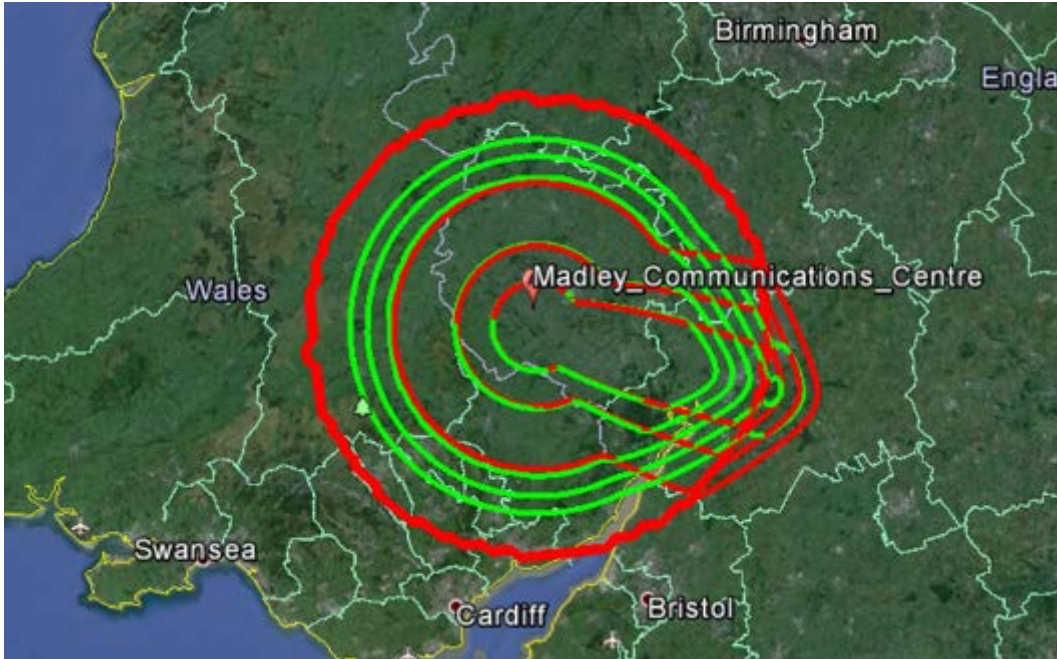 Birmingham
Engla
Madley_Communications_Centre
Wales
Swansea
Cardiff
Bristol